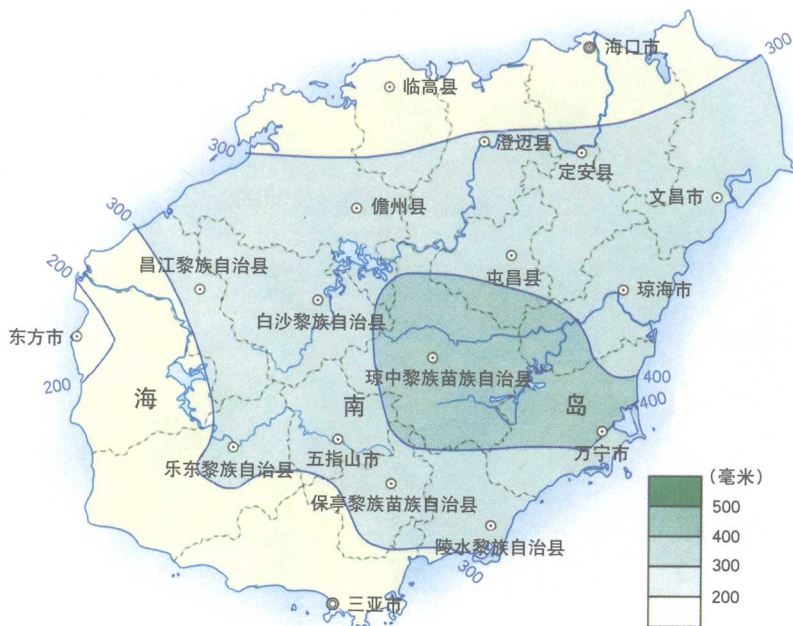 海口市
300
临高县
澄迈县
定安县
300
文昌市
儋州县
300
昌江黎族自治县
屯昌县
200
琼海市
白沙黎族自治县
东方市
琼中黎族苗族自治县
200
400
海 南 岛
400
万宁市
五指山市
乐东黎族自治县
(毫米)
保亭黎族苗族自治县
500
400
陵水黎族自治县
300
300
200
三亚市